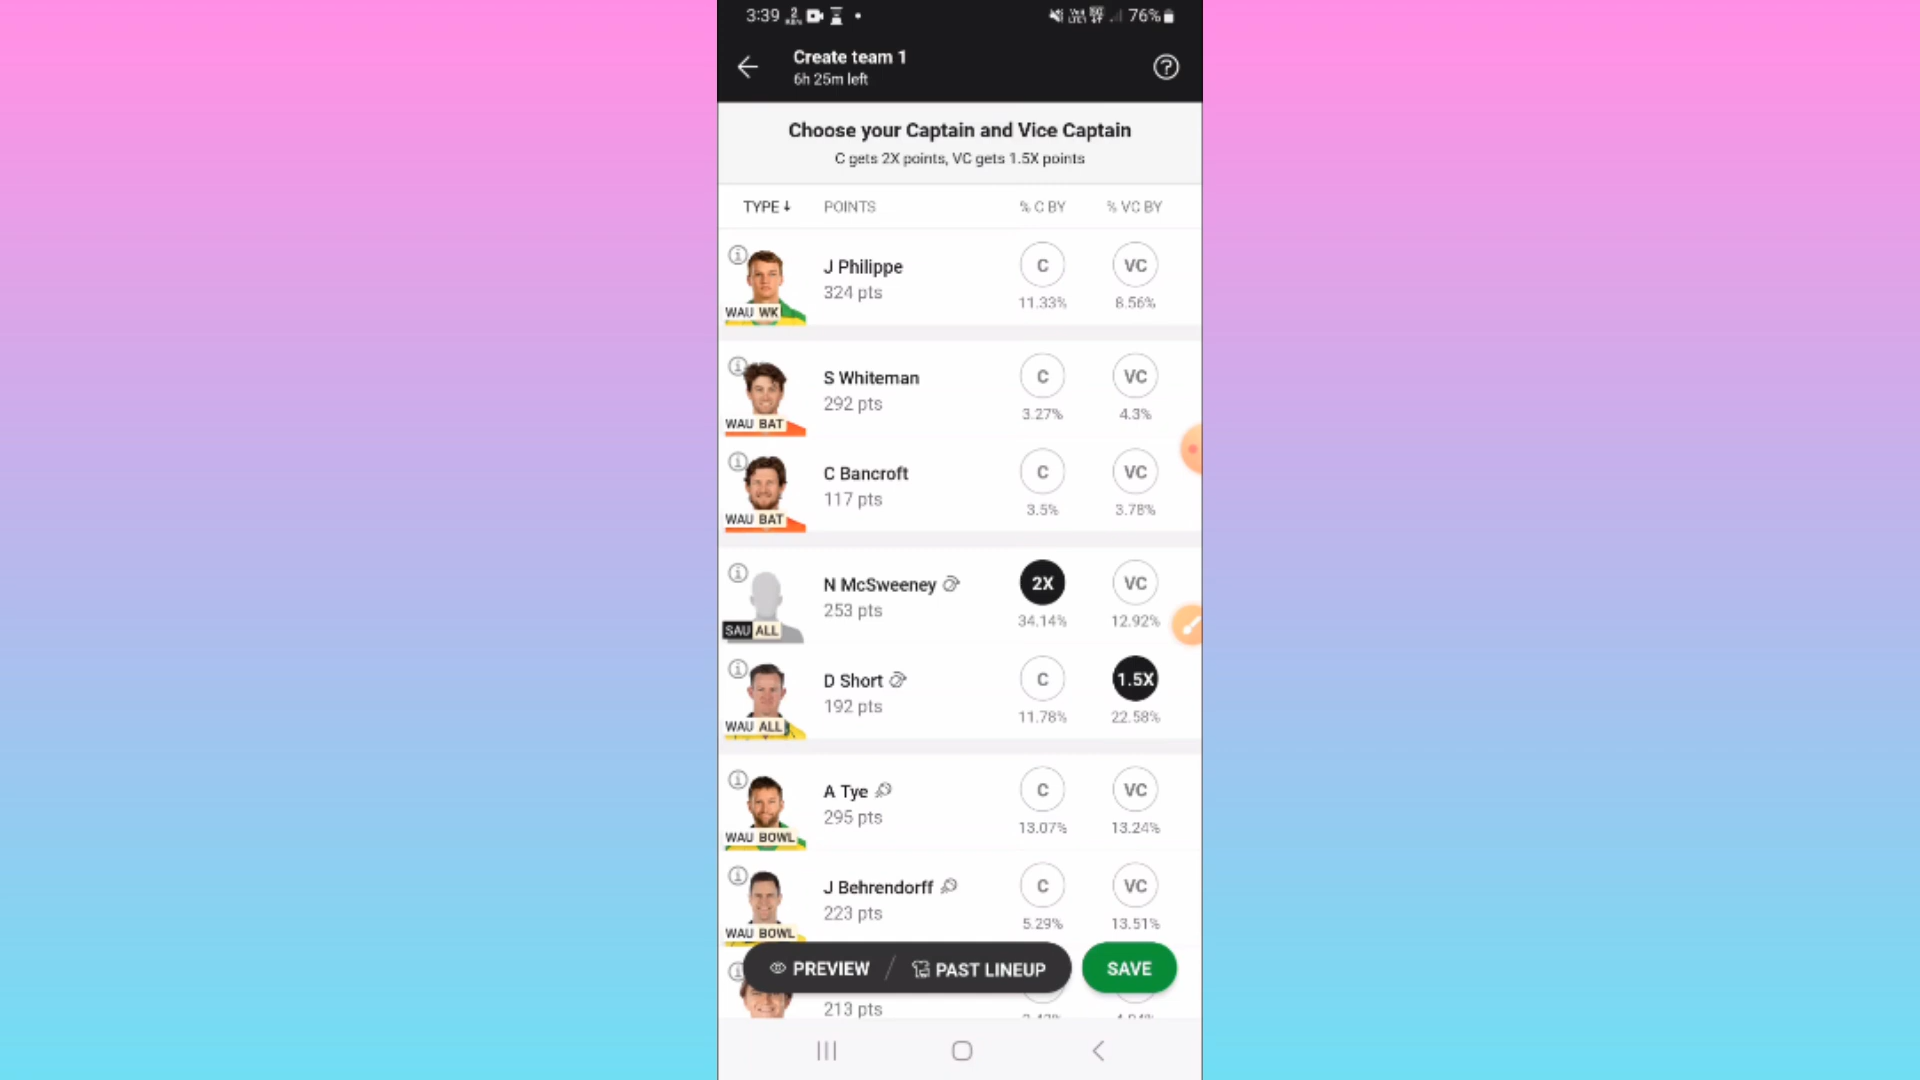 3:39 76%
Create team 1
6h 25m left
Choose your Captain and Vice Captain
C gets 2X points, VC gets 1.5X points
TYPE POINTS % C BY % VC BY
J Philippe C VC
324 pts 11.33% 8.56%
WAU WK
S Whiteman C VC
292 pts 3.27% 4.3%
WAU BAT
C Bancroft C VC
117 pts 3.5% 3.78%
WAU BAT
N McSweeney 2X VC
253 pts 34.14% 12.92%
SAU ALL
D Short C 1.5X
192 pts 11.78% 22.58%
WAU ALL
A Tye C VC
295 pts 13.07% 13.24%
WAU BOWL
J Behrendorff C VC
223 pts 5.29% 13.51%
WAU BOWL
PREVIEW / PAST LINEUP SAVE
213 pts